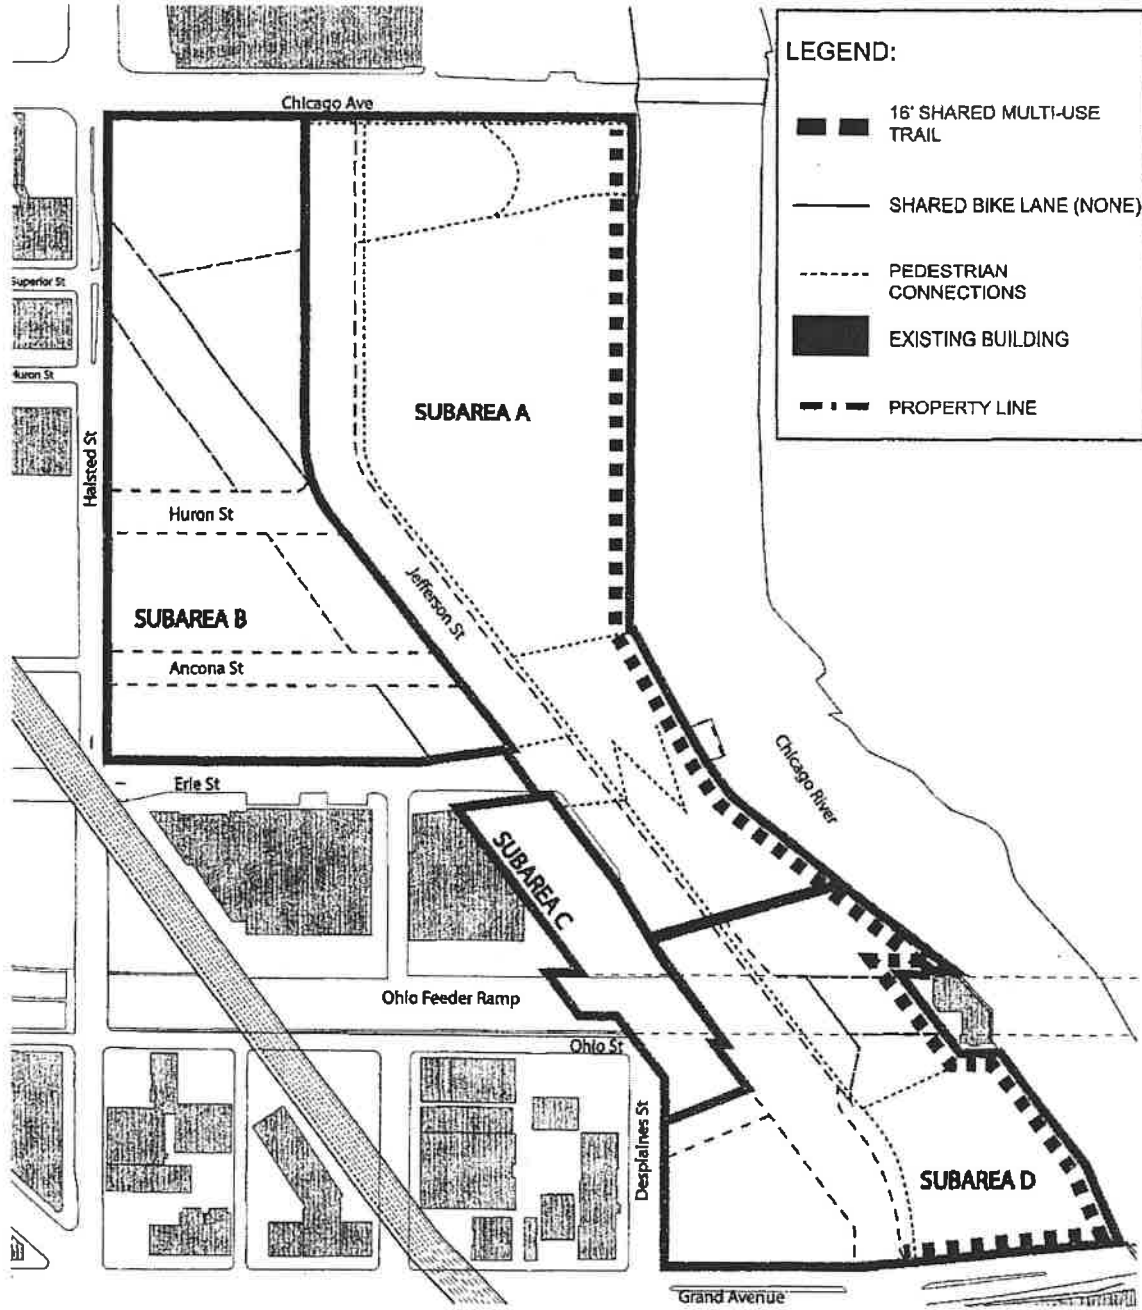 LEGEND:
16' SHARED MULTI-USE
TRAIL
SHARED BIKE LANE (NONE)
PEDESTRIAN
CONNECTIONS
EXISTING BUILDING
PROPERTY LINE
Chicago Ave
Superior St
Huron St
Halsted St
SUBAREA A
Huron St
Jefferson St
SUBAREA B
Ancona St
Chicago River
Erie St
SUBAREA C
Ohio Feeder Ramp
Ohio St
Desplaines St
SUBAREA D
Grand Avenue